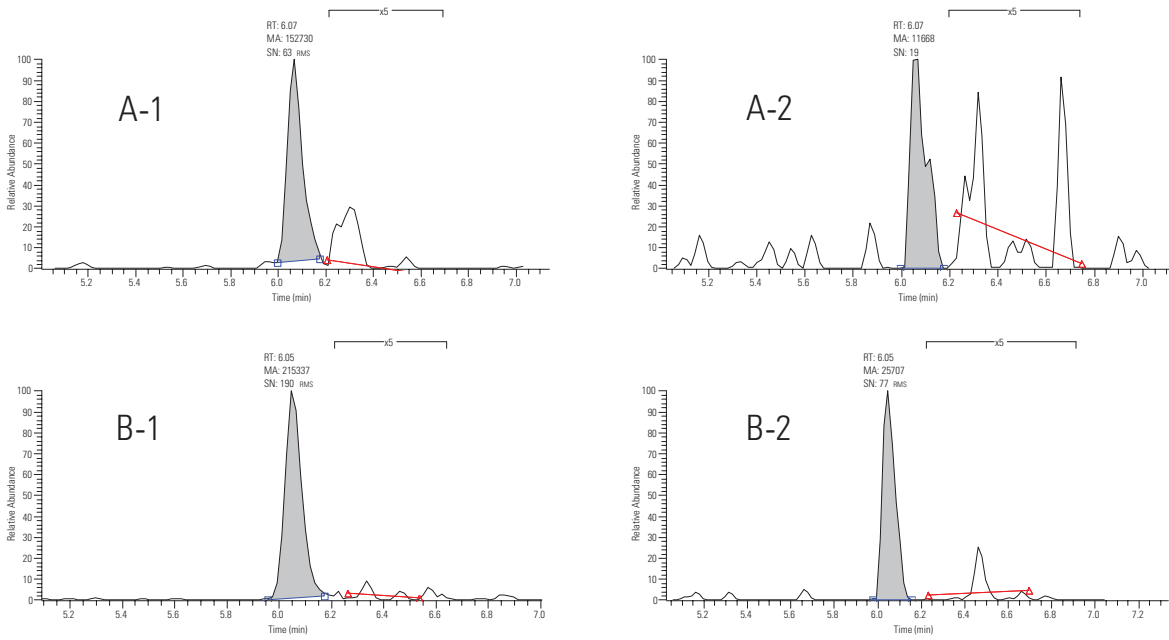 x5
RT: 6.07
MA: 152730
SN: 63 RMS
A-1
100
90
80
70
60
50
40
30
20
10
0
Relative Abundance
5.2 5.4 5.6 5.8 6.0 6.2 6.4 6.6 6.8 7.0
Time (min)
x5
RT: 6.07
MA: 11668
SN: 19
A-2
100
90
80
70
60
50
40
30
20
10
0
Relative Abundance
5.2 5.4 5.6 5.8 6.0 6.2 6.4 6.6 6.8 7.0
Time (min)
x5
RT: 6.05
MA: 215337
SN: 190 RMS
B-1
100
90
80
70
60
50
40
30
20
10
0
Relative Abundance
5.2 5.4 5.6 5.8 6.0 6.2 6.4 6.6 6.8 7.0
Time (min)
x5
RT: 6.05
MA: 25707
SN: 77 RMS
B-2
100
90
80
70
60
50
40
30
20
10
0
Relative Abundance
5.2 5.4 5.6 5.8 6.0 6.2 6.4 6.6 6.8 7.0 7.2
Time (min)